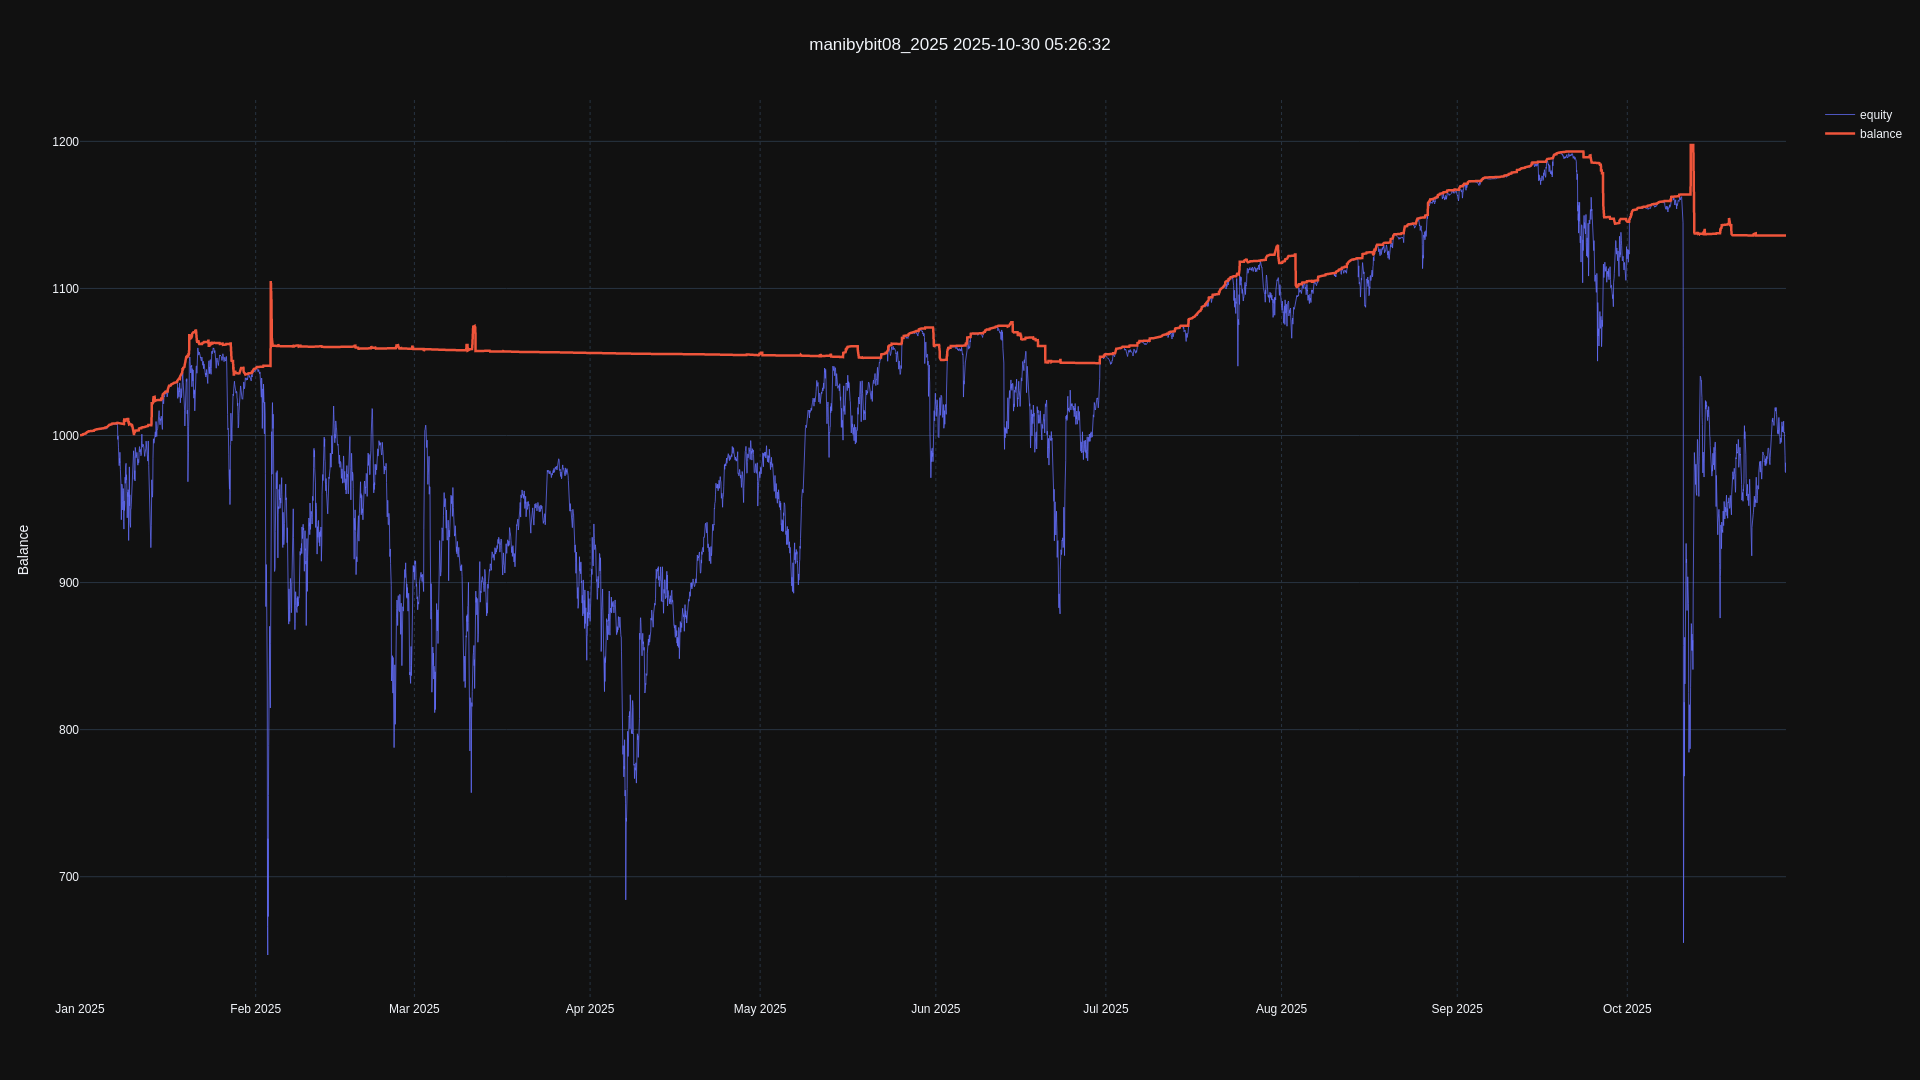 manibybit08_2025 2025-10-30 05:26:32
equity
balance
Balance
1200
1100
1000
900
800
700
Jan 2025
Feb 2025
Mar 2025
Apr 2025
May 2025
Jun 2025
Jul 2025
Aug 2025
Sep 2025
Oct 2025